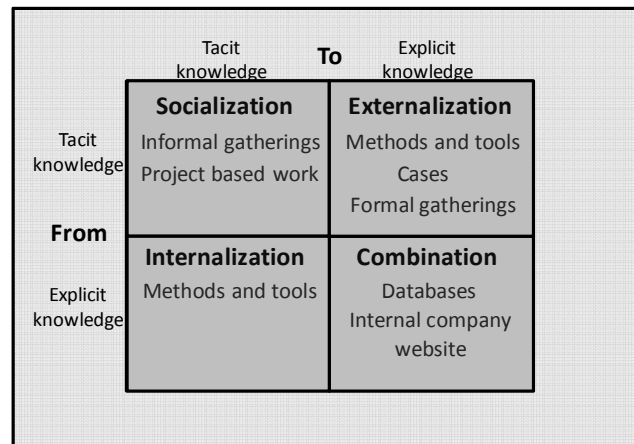 Tacit
knowledge
To
Explicit
knowledge
Tacit
knowledge
Socialization
Informal gatherings
Project based work
Externalization
Methods and tools
Cases
Formal gatherings
From
Explicit
knowledge
Internalization
Methods and tools
Combination
Databases
Internal company
website